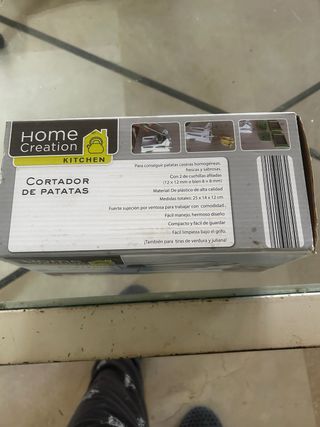 Home
Creation
KITCHEN
CORTADOR
DE PATATAS
Para conseguir patatas caseras homogéneas,
frescas y sabrosas.
Con 2 de cuchillas afiladas
(12 x 12 mm o bien 8 x 8 mm)
Material: De plástico de alta calidad
Medidas totales: 25 x 14 x 12 cm
Fuerte sujeción por ventosa para trabajar con comodidad.
Fácil manejo, hermoso diseño
Compacto y fácil de guardar
Fácil limpieza bajo el grifo.
¡También para tiras de verdura y juliana!